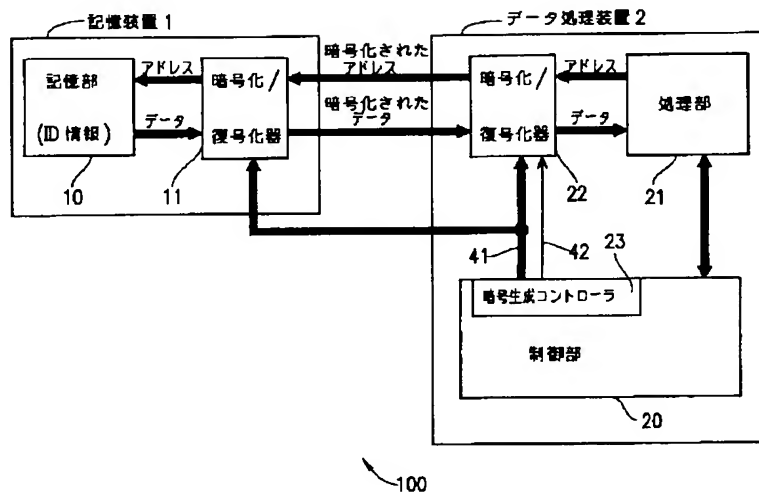 記憶装置1
データ処理装置2
記憶部
(ID情報)
アドレス
データ
暗号化/
復号化器
暗号化された
アドレス
暗号化された
データ
暗号化/
復号化器
アドレス
データ
処理部
10
11
22
21
41
42
23
暗号生成コントローラ
制御部
20
100